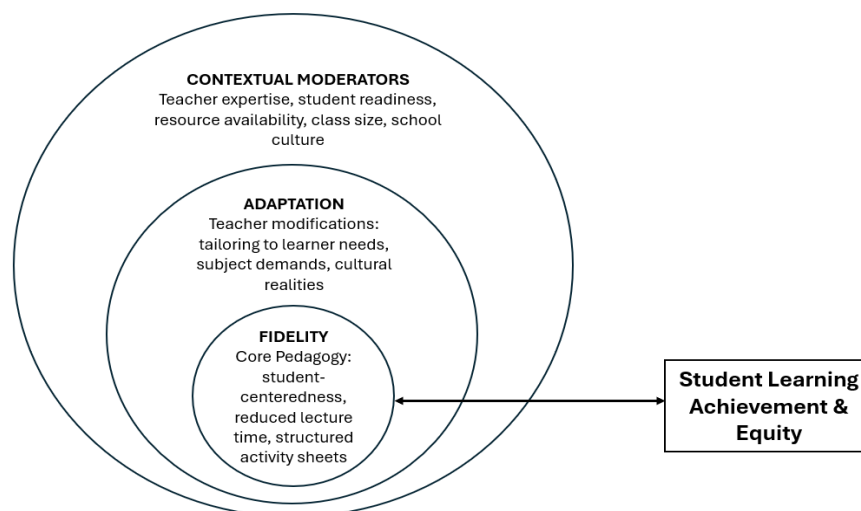 CONTEXTUAL MODERATORS
Teacher expertise, student readiness,
resource availability, class size, school
culture
ADAPTATION
Teacher modifications:
tailoring to learner needs,
subject demands, cultural
realities
FIDELITY
Core Pedagogy:
student-
centeredness,
reduced lecture
time, structured
activity sheets
Student Learning
Achievement &
Equity